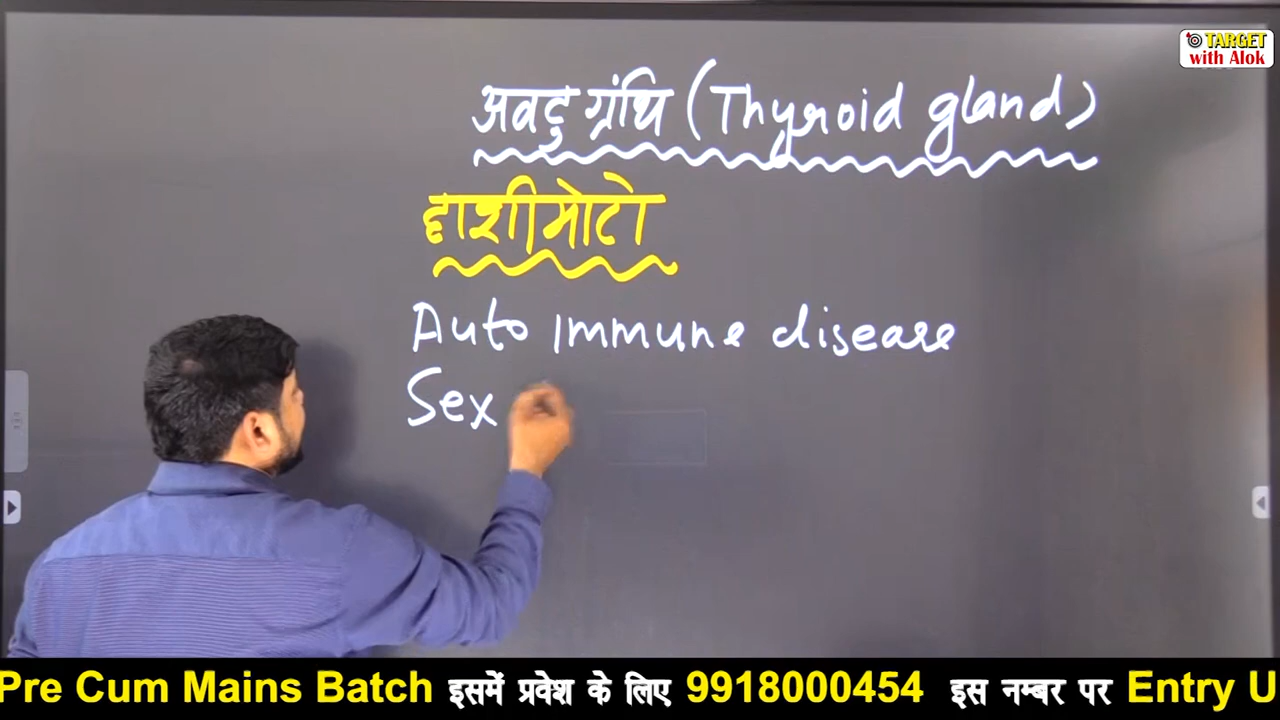 TARGET
with Alok
अवटु ग्रंथि (Thyroid gland)
हाशीमोटो
Auto immune disease
Sex
Pre Cum Mains Batch इसमें प्रवेश के लिए 9918000454 इस नम्बर पर Entry U